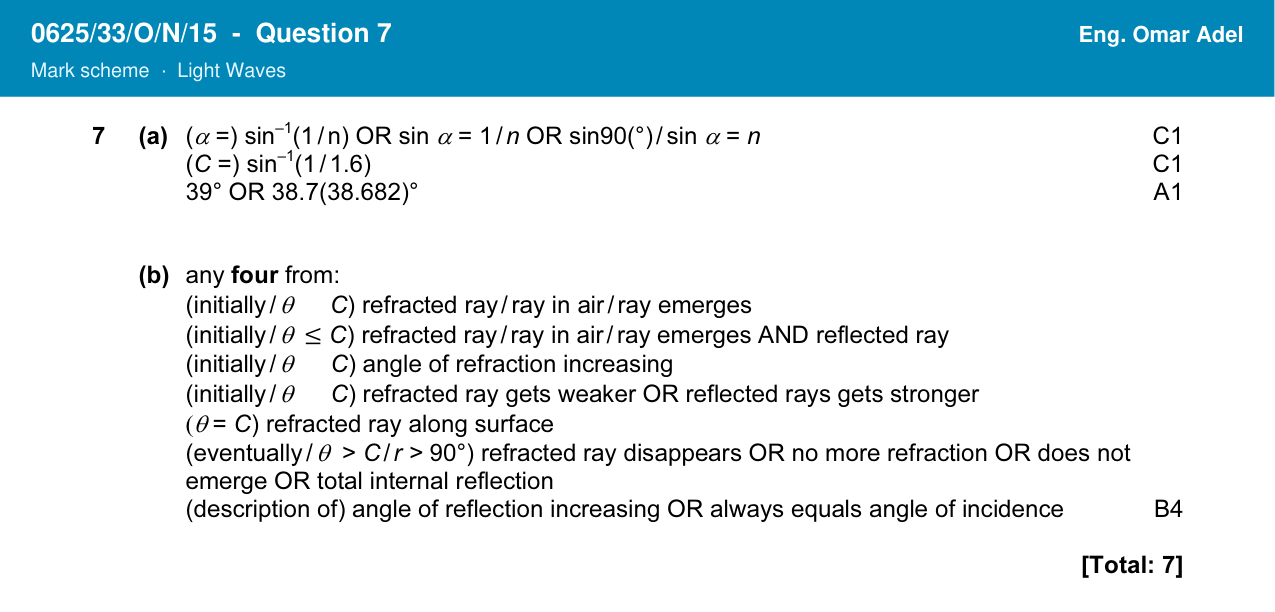 0625/33/O/N/15 - Question 7
Eng. Omar Adel
Mark scheme · Light Waves
7 (a) (α =) sin⁻¹(1/n) OR sin α = 1/n OR sin90(°)/sin α = n C1
(C =) sin⁻¹(1/1.6) C1
39° OR 38.7(38.682)° A1
(b) any four from:
(initially/θ C) refracted ray/ray in air/ray emerges
(initially/θ ≤ C) refracted ray/ray in air/ray emerges AND reflected ray
(initially/θ C) angle of refraction increasing
(initially/θ C) refracted ray gets weaker OR reflected rays gets stronger
(θ = C) refracted ray along surface
(eventually/θ > C/r > 90°) refracted ray disappears OR no more refraction OR does not
emerge OR total internal reflection
(description of) angle of reflection increasing OR always equals angle of incidence B4
[Total: 7]